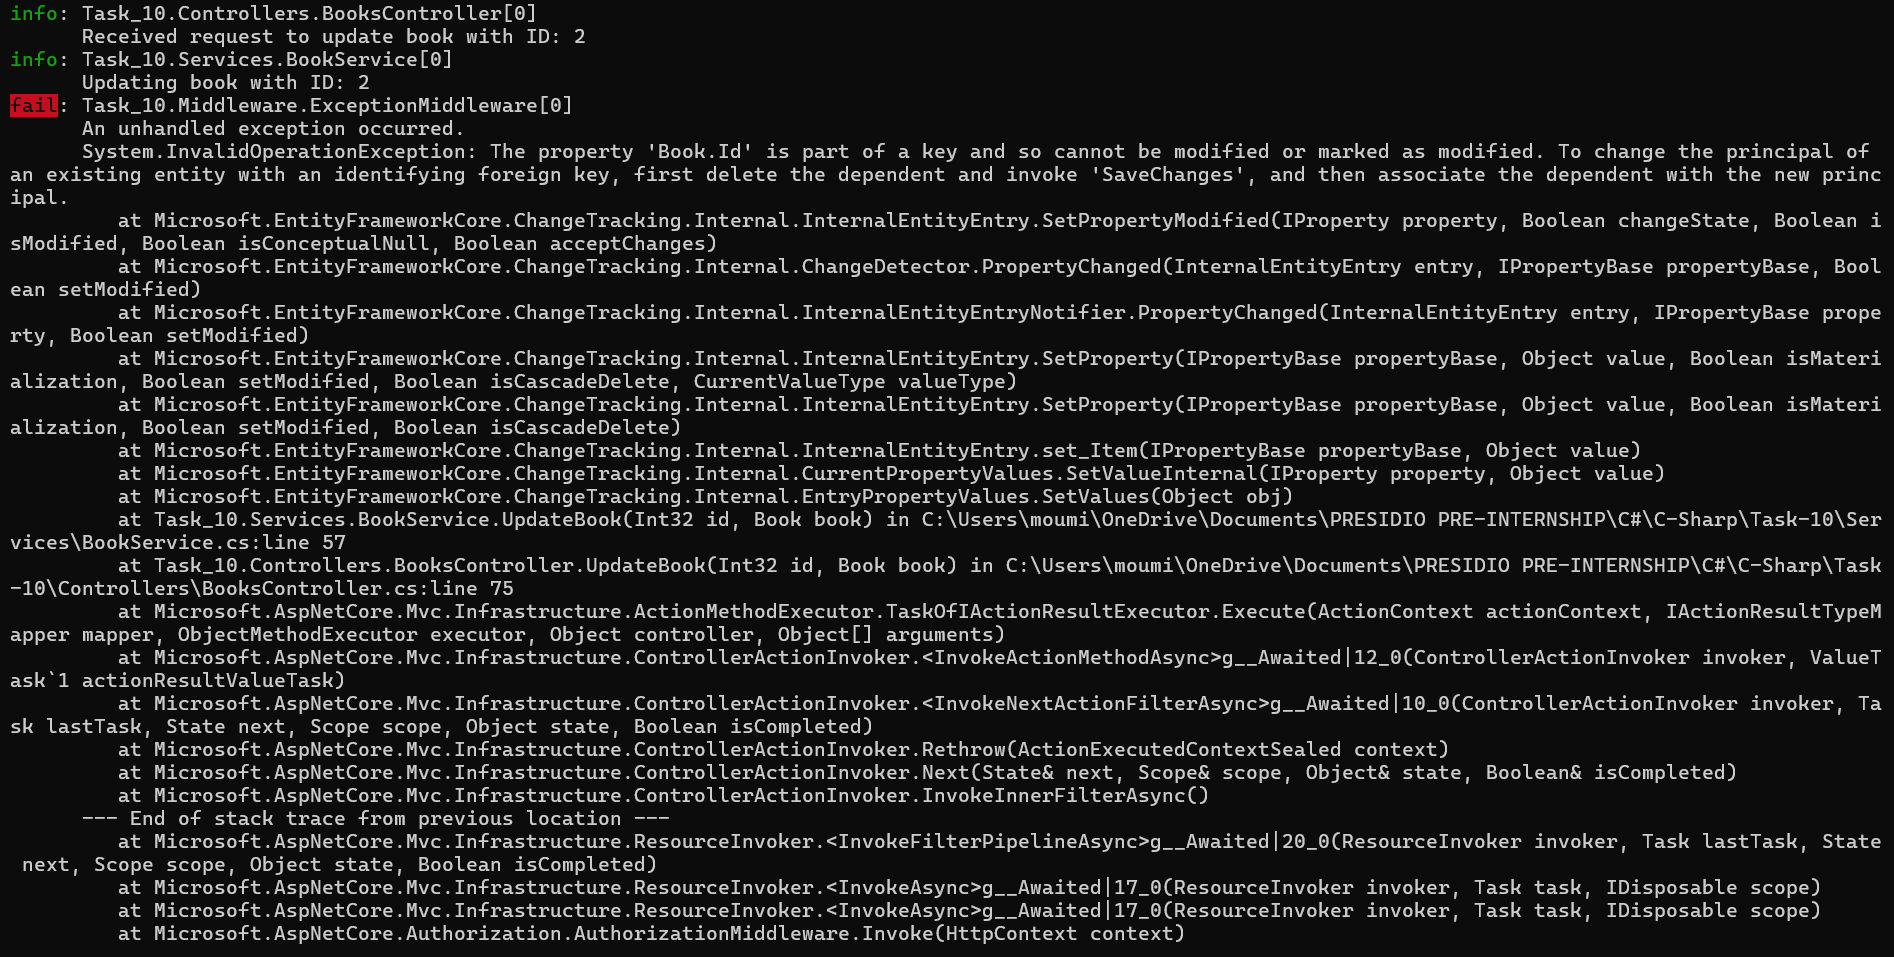 info: Task_10.Controllers.BooksController[0]
      Received request to update book with ID: 2
info: Task_10.Services.BookService[0]
      Updating book with ID: 2
fail: Task_10.Middleware.ExceptionMiddleware[0]
      An unhandled exception occurred.
      System.InvalidOperationException: The property 'Book.Id' is part of a key and so cannot be modified or marked as modified. To change the principal of
an existing entity with an identifying foreign key, first delete the dependent and invoke 'SaveChanges', and then associate the dependent with the new princ
ipal.
         at Microsoft.EntityFrameworkCore.ChangeTracking.Internal.InternalEntityEntry.SetPropertyModified(IProperty property, Boolean changeState, Boolean i
sModified, Boolean isConceptualNull, Boolean acceptChanges)
         at Microsoft.EntityFrameworkCore.ChangeTracking.Internal.ChangeDetector.PropertyChanged(InternalEntityEntry entry, IPropertyBase propertyBase, Bool
ean setModified)
         at Microsoft.EntityFrameworkCore.ChangeTracking.Internal.InternalEntityEntryNotifier.PropertyChanged(InternalEntityEntry entry, IPropertyBase prope
rty, Boolean setModified)
         at Microsoft.EntityFrameworkCore.ChangeTracking.Internal.InternalEntityEntry.SetProperty(IPropertyBase propertyBase, Object value, Boolean isMateri
alization, Boolean setModified, Boolean isCascadeDelete, CurrentValueType valueType)
         at Microsoft.EntityFrameworkCore.ChangeTracking.Internal.InternalEntityEntry.SetProperty(IPropertyBase propertyBase, Object value, Boolean isMateri
alization, Boolean setModified, Boolean isCascadeDelete)
         at Microsoft.EntityFrameworkCore.ChangeTracking.Internal.InternalEntityEntry.set_Item(IPropertyBase propertyBase, Object value)
         at Microsoft.EntityFrameworkCore.ChangeTracking.Internal.CurrentPropertyValues.SetValueInternal(IProperty property, Object value)
         at Microsoft.EntityFrameworkCore.ChangeTracking.Internal.EntryPropertyValues.SetValues(Object obj)
         at Task_10.Services.BookService.UpdateBook(Int32 id, Book book) in C:\Users\moumi\OneDrive\Documents\PRESIDIO PRE-INTERNSHIP\C#\C-Sharp\Task-10\Ser
vices\BookService.cs:line 57
         at Task_10.Controllers.BooksController.UpdateBook(Int32 id, Book book) in C:\Users\moumi\OneDrive\Documents\PRESIDIO PRE-INTERNSHIP\C#\C-Sharp\Task
-10\Controllers\BooksController.cs:line 75
         at Microsoft.AspNetCore.Mvc.Infrastructure.ActionMethodExecutor.TaskOfIActionResultExecutor.Execute(ActionContext actionContext, IActionResultTypeM
apper mapper, ObjectMethodExecutor executor, Object controller, Object[] arguments)
         at Microsoft.AspNetCore.Mvc.Infrastructure.ControllerActionInvoker.<InvokeActionMethodAsync>g__Awaited|12_0(ControllerActionInvoker invoker, ValueT
ask`1 actionResultValueTask)
         at Microsoft.AspNetCore.Mvc.Infrastructure.ControllerActionInvoker.<InvokeNextActionFilterAsync>g__Awaited|10_0(ControllerActionInvoker invoker, Ta
sk lastTask, State next, Scope scope, Object state, Boolean isCompleted)
         at Microsoft.AspNetCore.Mvc.Infrastructure.ControllerActionInvoker.Rethrow(ActionExecutedContextSealed context)
         at Microsoft.AspNetCore.Mvc.Infrastructure.ControllerActionInvoker.Next(State& next, Scope& scope, Object& state, Boolean& isCompleted)
         at Microsoft.AspNetCore.Mvc.Infrastructure.ControllerActionInvoker.InvokeInnerFilterAsync()
      --- End of stack trace from previous location ---
         at Microsoft.AspNetCore.Mvc.Infrastructure.ResourceInvoker.<InvokeFilterPipelineAsync>g__Awaited|20_0(ResourceInvoker invoker, Task lastTask, State
 next, Scope scope, Object state, Boolean isCompleted)
         at Microsoft.AspNetCore.Mvc.Infrastructure.ResourceInvoker.<InvokeAsync>g__Awaited|17_0(ResourceInvoker invoker, Task task, IDisposable scope)
         at Microsoft.AspNetCore.Mvc.Infrastructure.ResourceInvoker.<InvokeAsync>g__Awaited|17_0(ResourceInvoker invoker, Task task, IDisposable scope)
         at Microsoft.AspNetCore.Authorization.AuthorizationMiddleware.Invoke(HttpContext context)